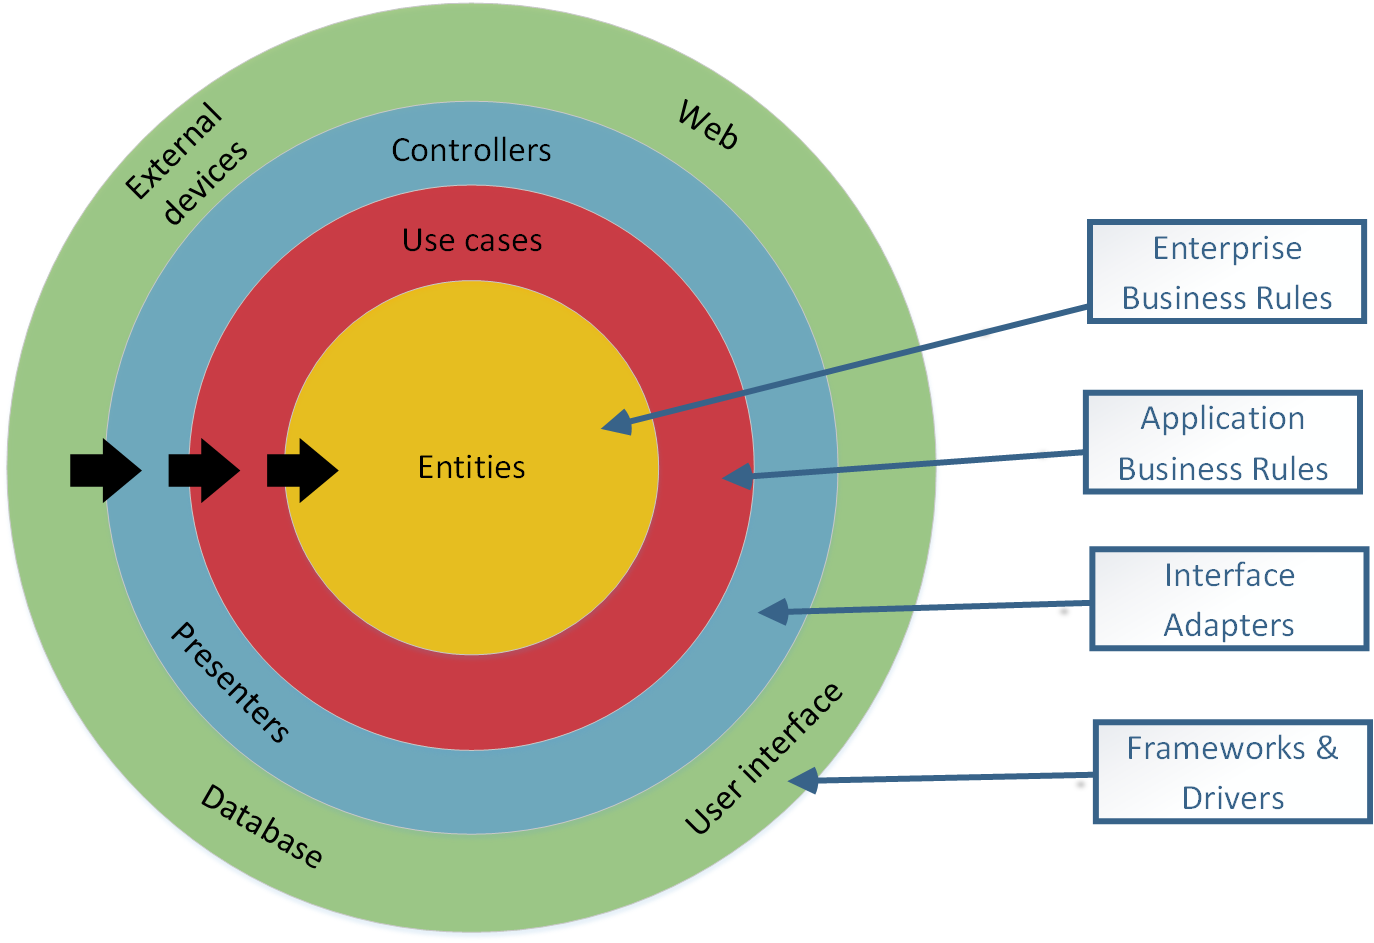 External
devices
Web
Controllers
Use cases
Entities
Presenters
Database
User interface
Enterprise
Business Rules
Application
Business Rules
Interface
Adapters
Frameworks &
Drivers